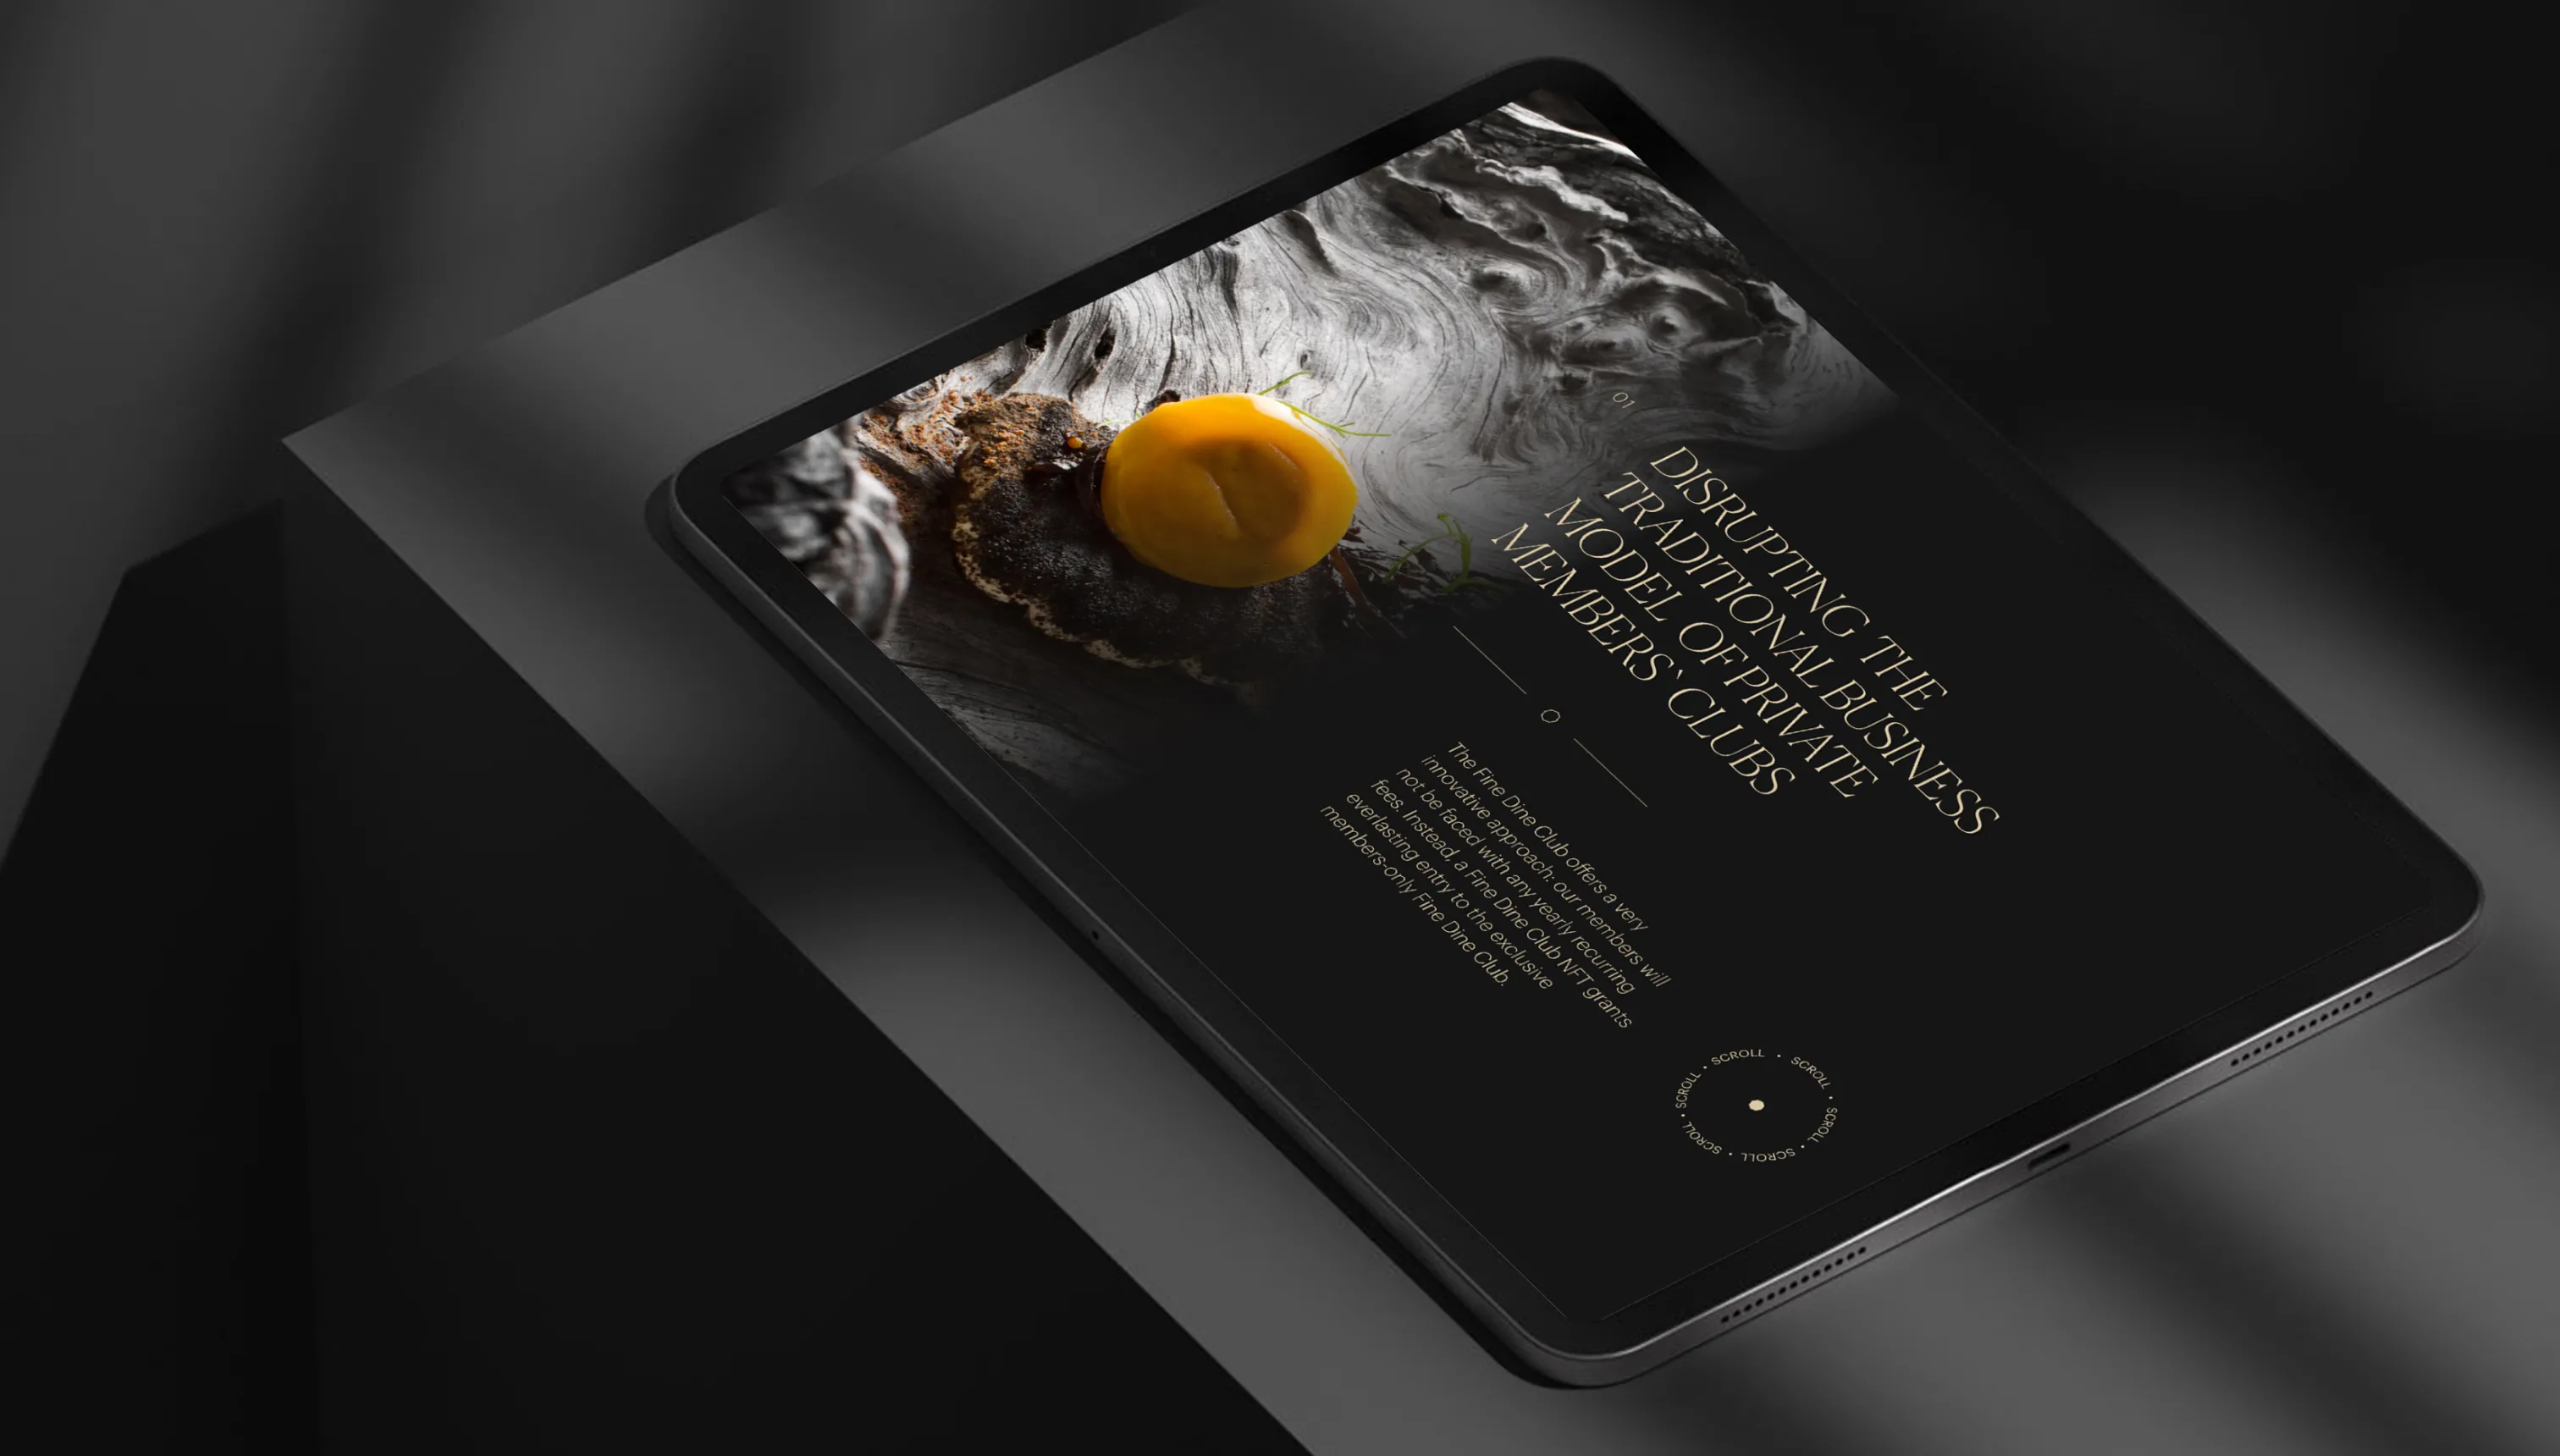 01
DISRUPTING THE
TRADITIONAL BUSINESS
MODEL OF PRIVATE
MEMBERS` CLUBS
The Fine Dine Club offers a very
innovative approach: our members will
not be faced with any yearly recurring
fees. Instead, a Fine Dine Club NFT grants
everlasting entry to the exclusive
members-only Fine Dine Club.
SCROLL • SCROLL • SCROLL • SCROLL • SCROLL • SCROLL •